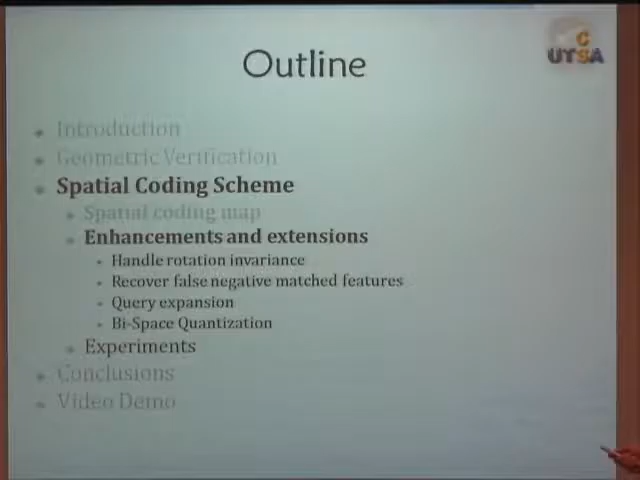 Outline
C
UTSA
Introduction
Geometric Verification
Spatial Coding Scheme
Spatial coding map
Enhancements and extensions
Handle rotation invariance
Recover false negative matched features
Query expansion
Bi-Space Quantization
Experiments
Conclusions
Video Demo